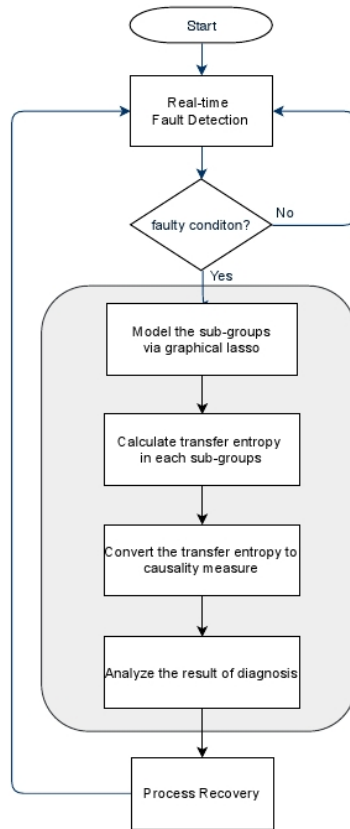 Start
Real-time
Fault Detection
faulty conditon?
No
Yes
Model the sub-groups
via graphical lasso
Calculate transfer entropy
in each sub-groups
Convert the transfer entropy to
causality measure
Analyze the result of diagnosis
Process Recovery